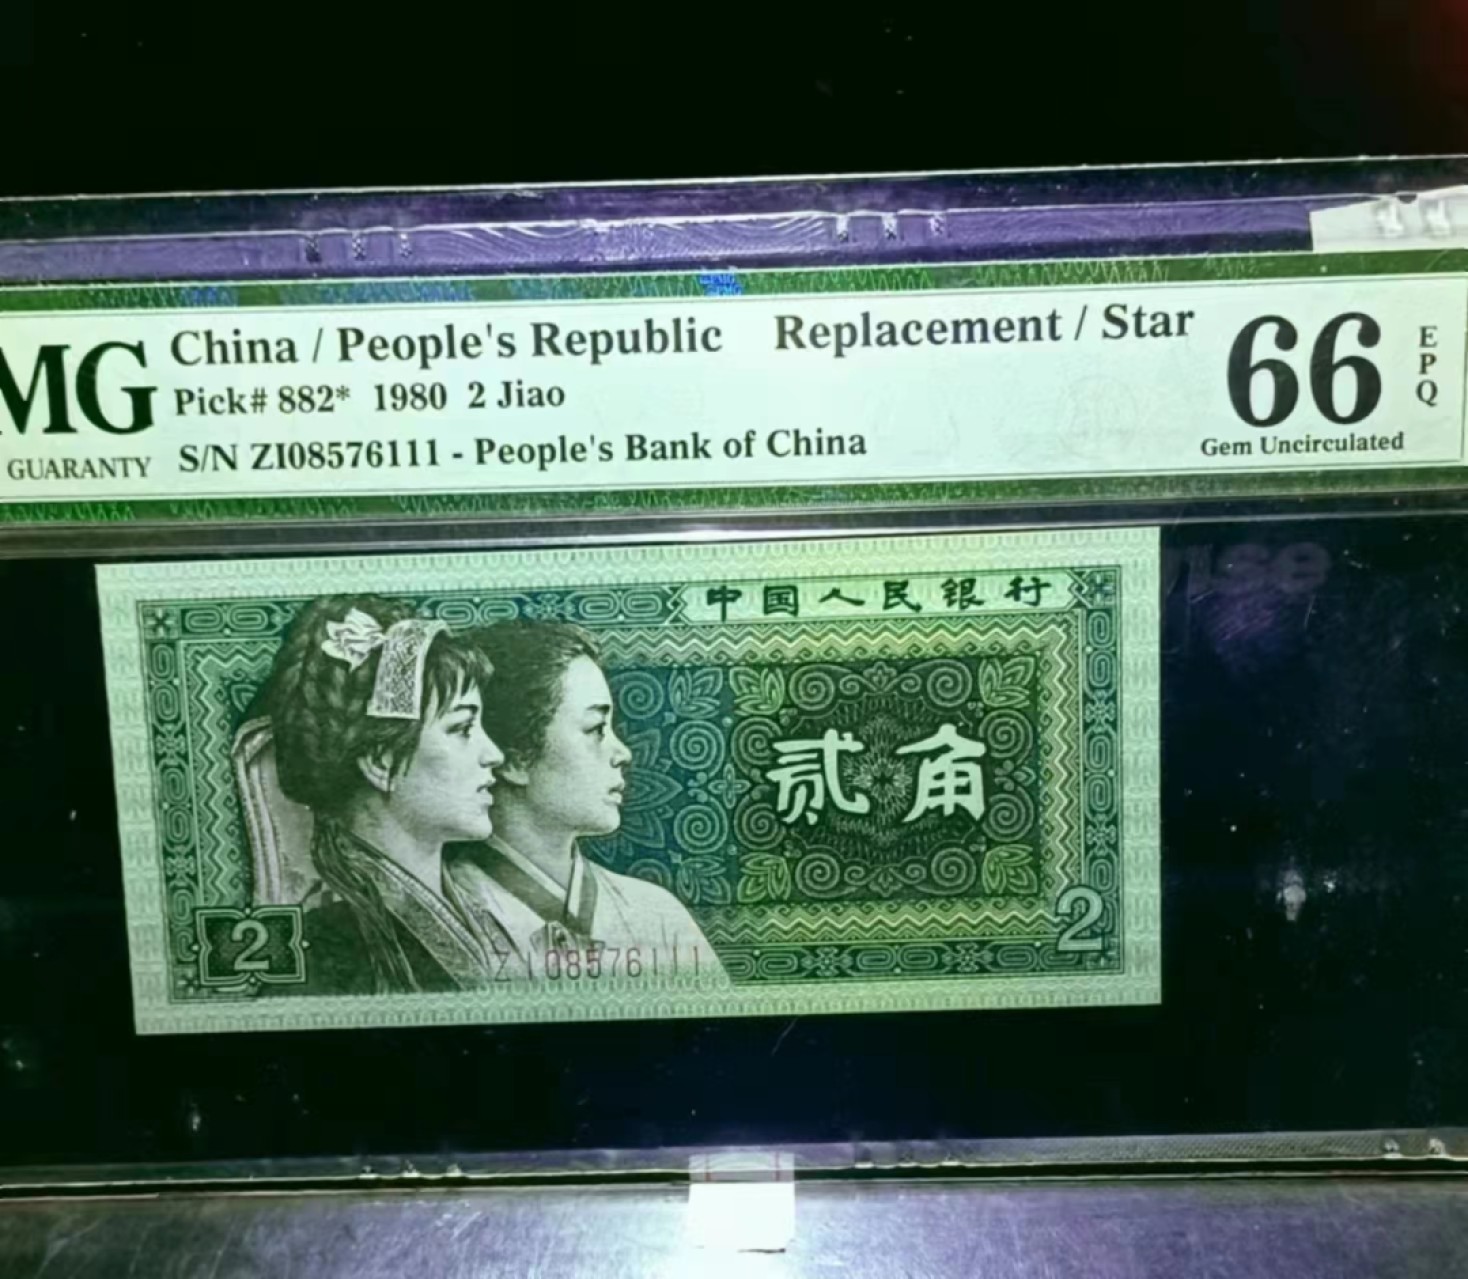 MG
GUARANTY
China / People's Republic Replacement / Star
Pick# 882* 1980 2 Jiao
S/N ZI08576111 - People's Bank of China
66
EPQ
Gem Uncirculated
中国人民银行
贰角
2
2
ZI08576111